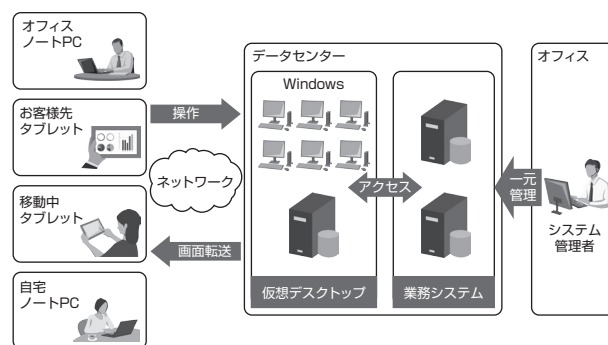 オフィス
ノートPC
お客様先
タブレット
移動中
タブレット
自宅
ノートPC
操作
ネットワーク
画面転送
データセンター
Windows
アクセス
仮想デスクトップ
業務システム
一元
管理
オフィス
システム
管理者